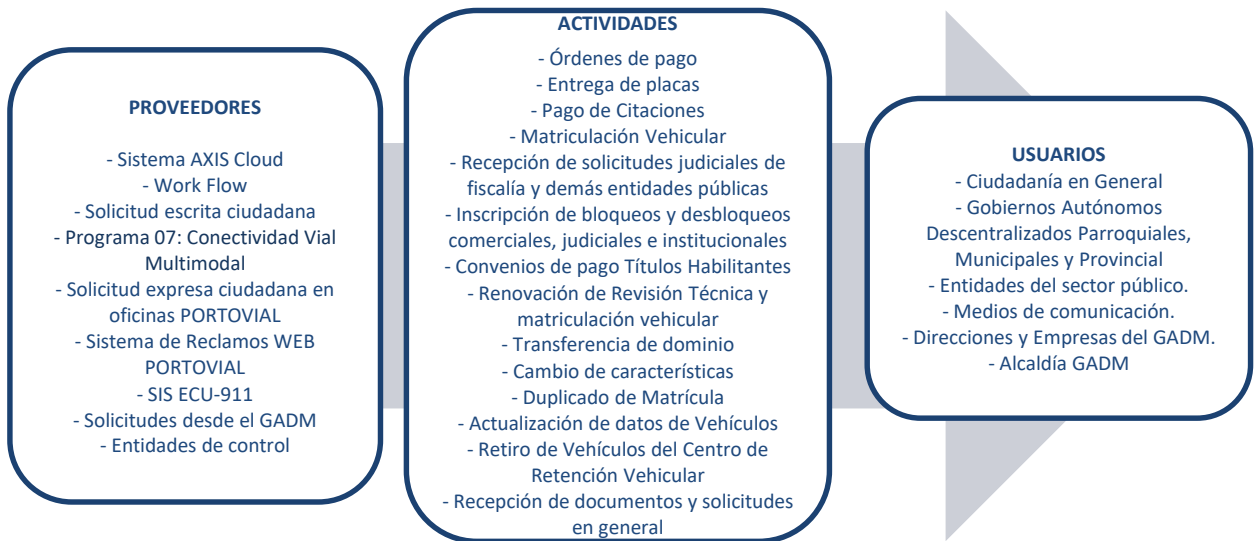 PROVEEDORES
- Sistema AXIS Cloud
- Work Flow
- Solicitud escrita ciudadana
- Programa 07: Conectividad Vial
Multimodal
- Solicitud expresa ciudadana en
oficinas PORTOVIAL
- Sistema de Reclamos WEB
PORTOVIAL
- SIS ECU-911
- Solicitudes desde el GADM
- Entidades de control
ACTIVIDADES
- Órdenes de pago
- Entrega de placas
- Pago de Citaciones
- Matriculación Vehicular
- Recepción de solicitudes judiciales de
fiscalía y demás entidades públicas
- Inscripción de bloqueos y desbloqueos
comerciales, judiciales e institucionales
- Convenios de pago Títulos Habilitantes
- Renovación de Revisión Técnica y
matriculación vehicular
- Transferencia de dominio
- Cambio de características
- Duplicado de Matrícula
- Actualización de datos de Vehículos
- Retiro de Vehículos del Centro de
Retención Vehicular
- Recepción de documentos y solicitudes
en general
USUARIOS
- Ciudadanía en General
- Gobiernos Autónomos
Descentralizados Parroquiales,
Municipales y Provincial
- Entidades del sector público.
- Medios de comunicación.
- Direcciones y Empresas del GADM.
- Alcaldía GADM